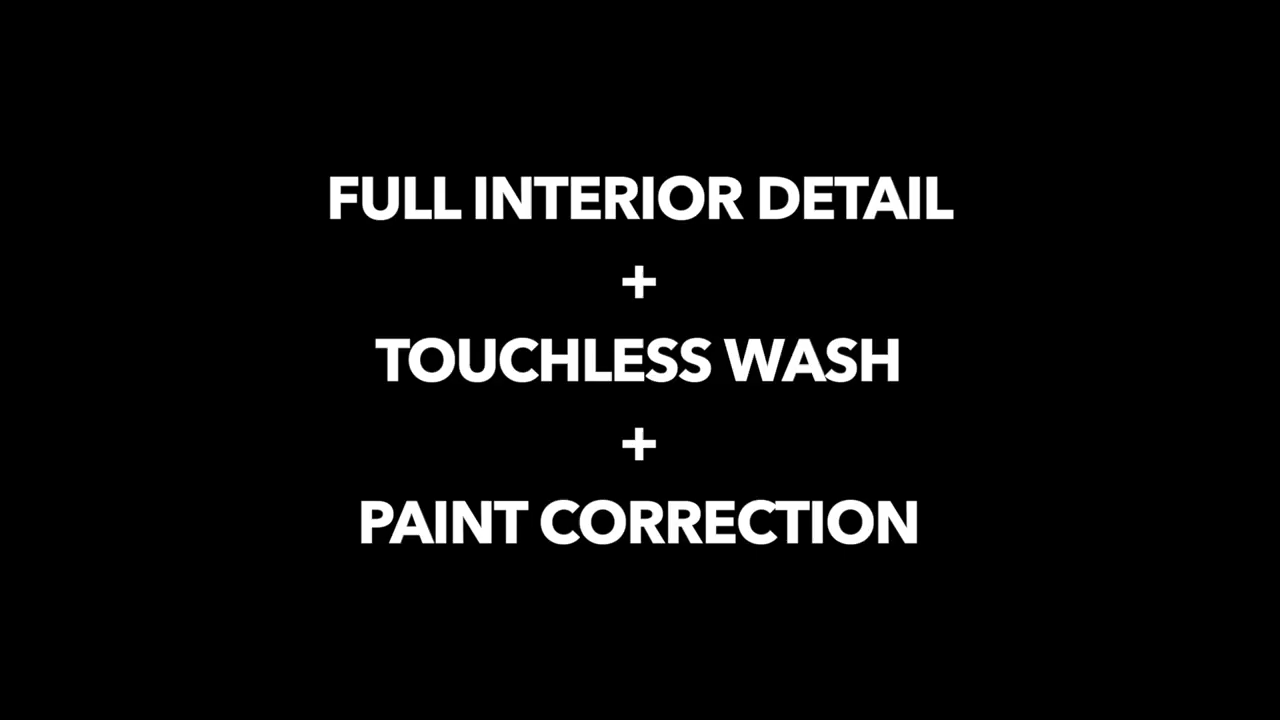 FULL INTERIOR DETAIL
+
TOUCHLESS WASH
+
PAINT CORRECTION